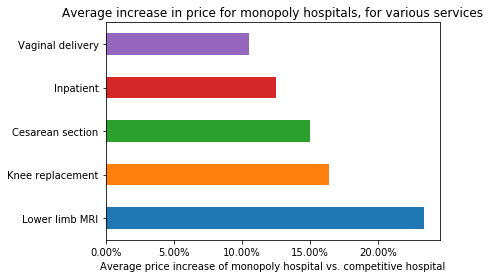 Average increase in price for monopoly hospitals, for various services
Vaginal delivery
Inpatient
Cesarean section
Knee replacement
Lower limb MRI
0.00% 5.00% 10.00% 15.00% 20.00%
Average price increase of monopoly hospital vs. competitive hospital